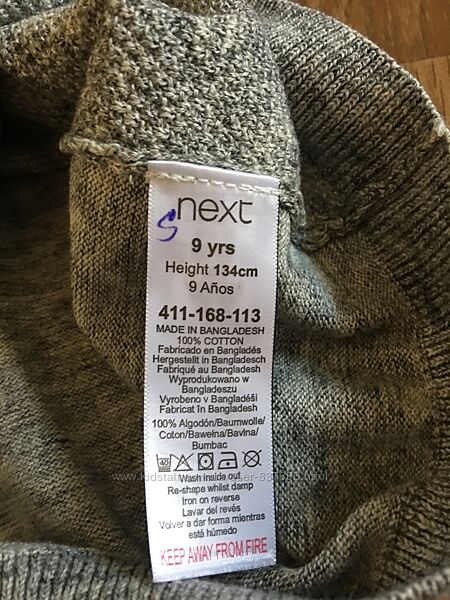 S
next
9 yrs
Height 134cm
9 Años
411-168-113
MADE IN BANGLADESH
100% COTTON
Fabricado en Bangladés
Hergestellt in Bangladesch
Fabriqué au Bangladesh
Wyprodukowano w
Bangladeszu
Vyrobeno v Bangladéši
Fabricat în Bangladesh
100% Algodón/Baumwolle/
Coton/Bawełna/Bavlna/
Bumbac
40
Wash inside out
Re-shape whilst damp
Iron on reverse
Lavar del revés
Volver a dar forma mientras
está húmedo
KEEP AWAY FROM FIRE